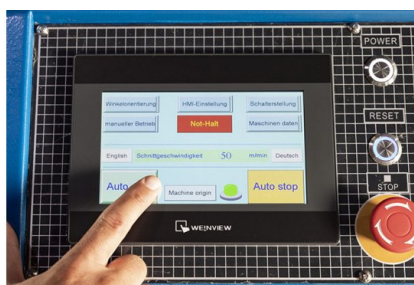 POWER
Winkelorientierung HMI-Einstellung Schalterstellung
manueller Betrieb Not-Halt Maschinen daten
RESET
English Schnittgeschwindigkeit 50 m/min Deutsch
STOP
Auto Machine origin Auto stop
WEINVIEW